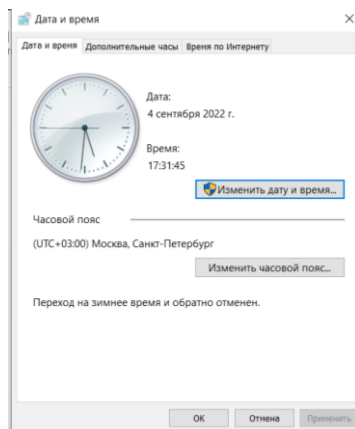 Дата и время
Дата и время Дополнительные часы Время по Интернету
Дата:
4 сентября 2022 г.
Время:
17:31:45
Изменить дату и время...
Часовой пояс
(UTC+03:00) Москва, Санкт-Петербург
Изменить часовой пояс...
Переход на зимнее время и обратно отменен.
ОК Отмена Применить